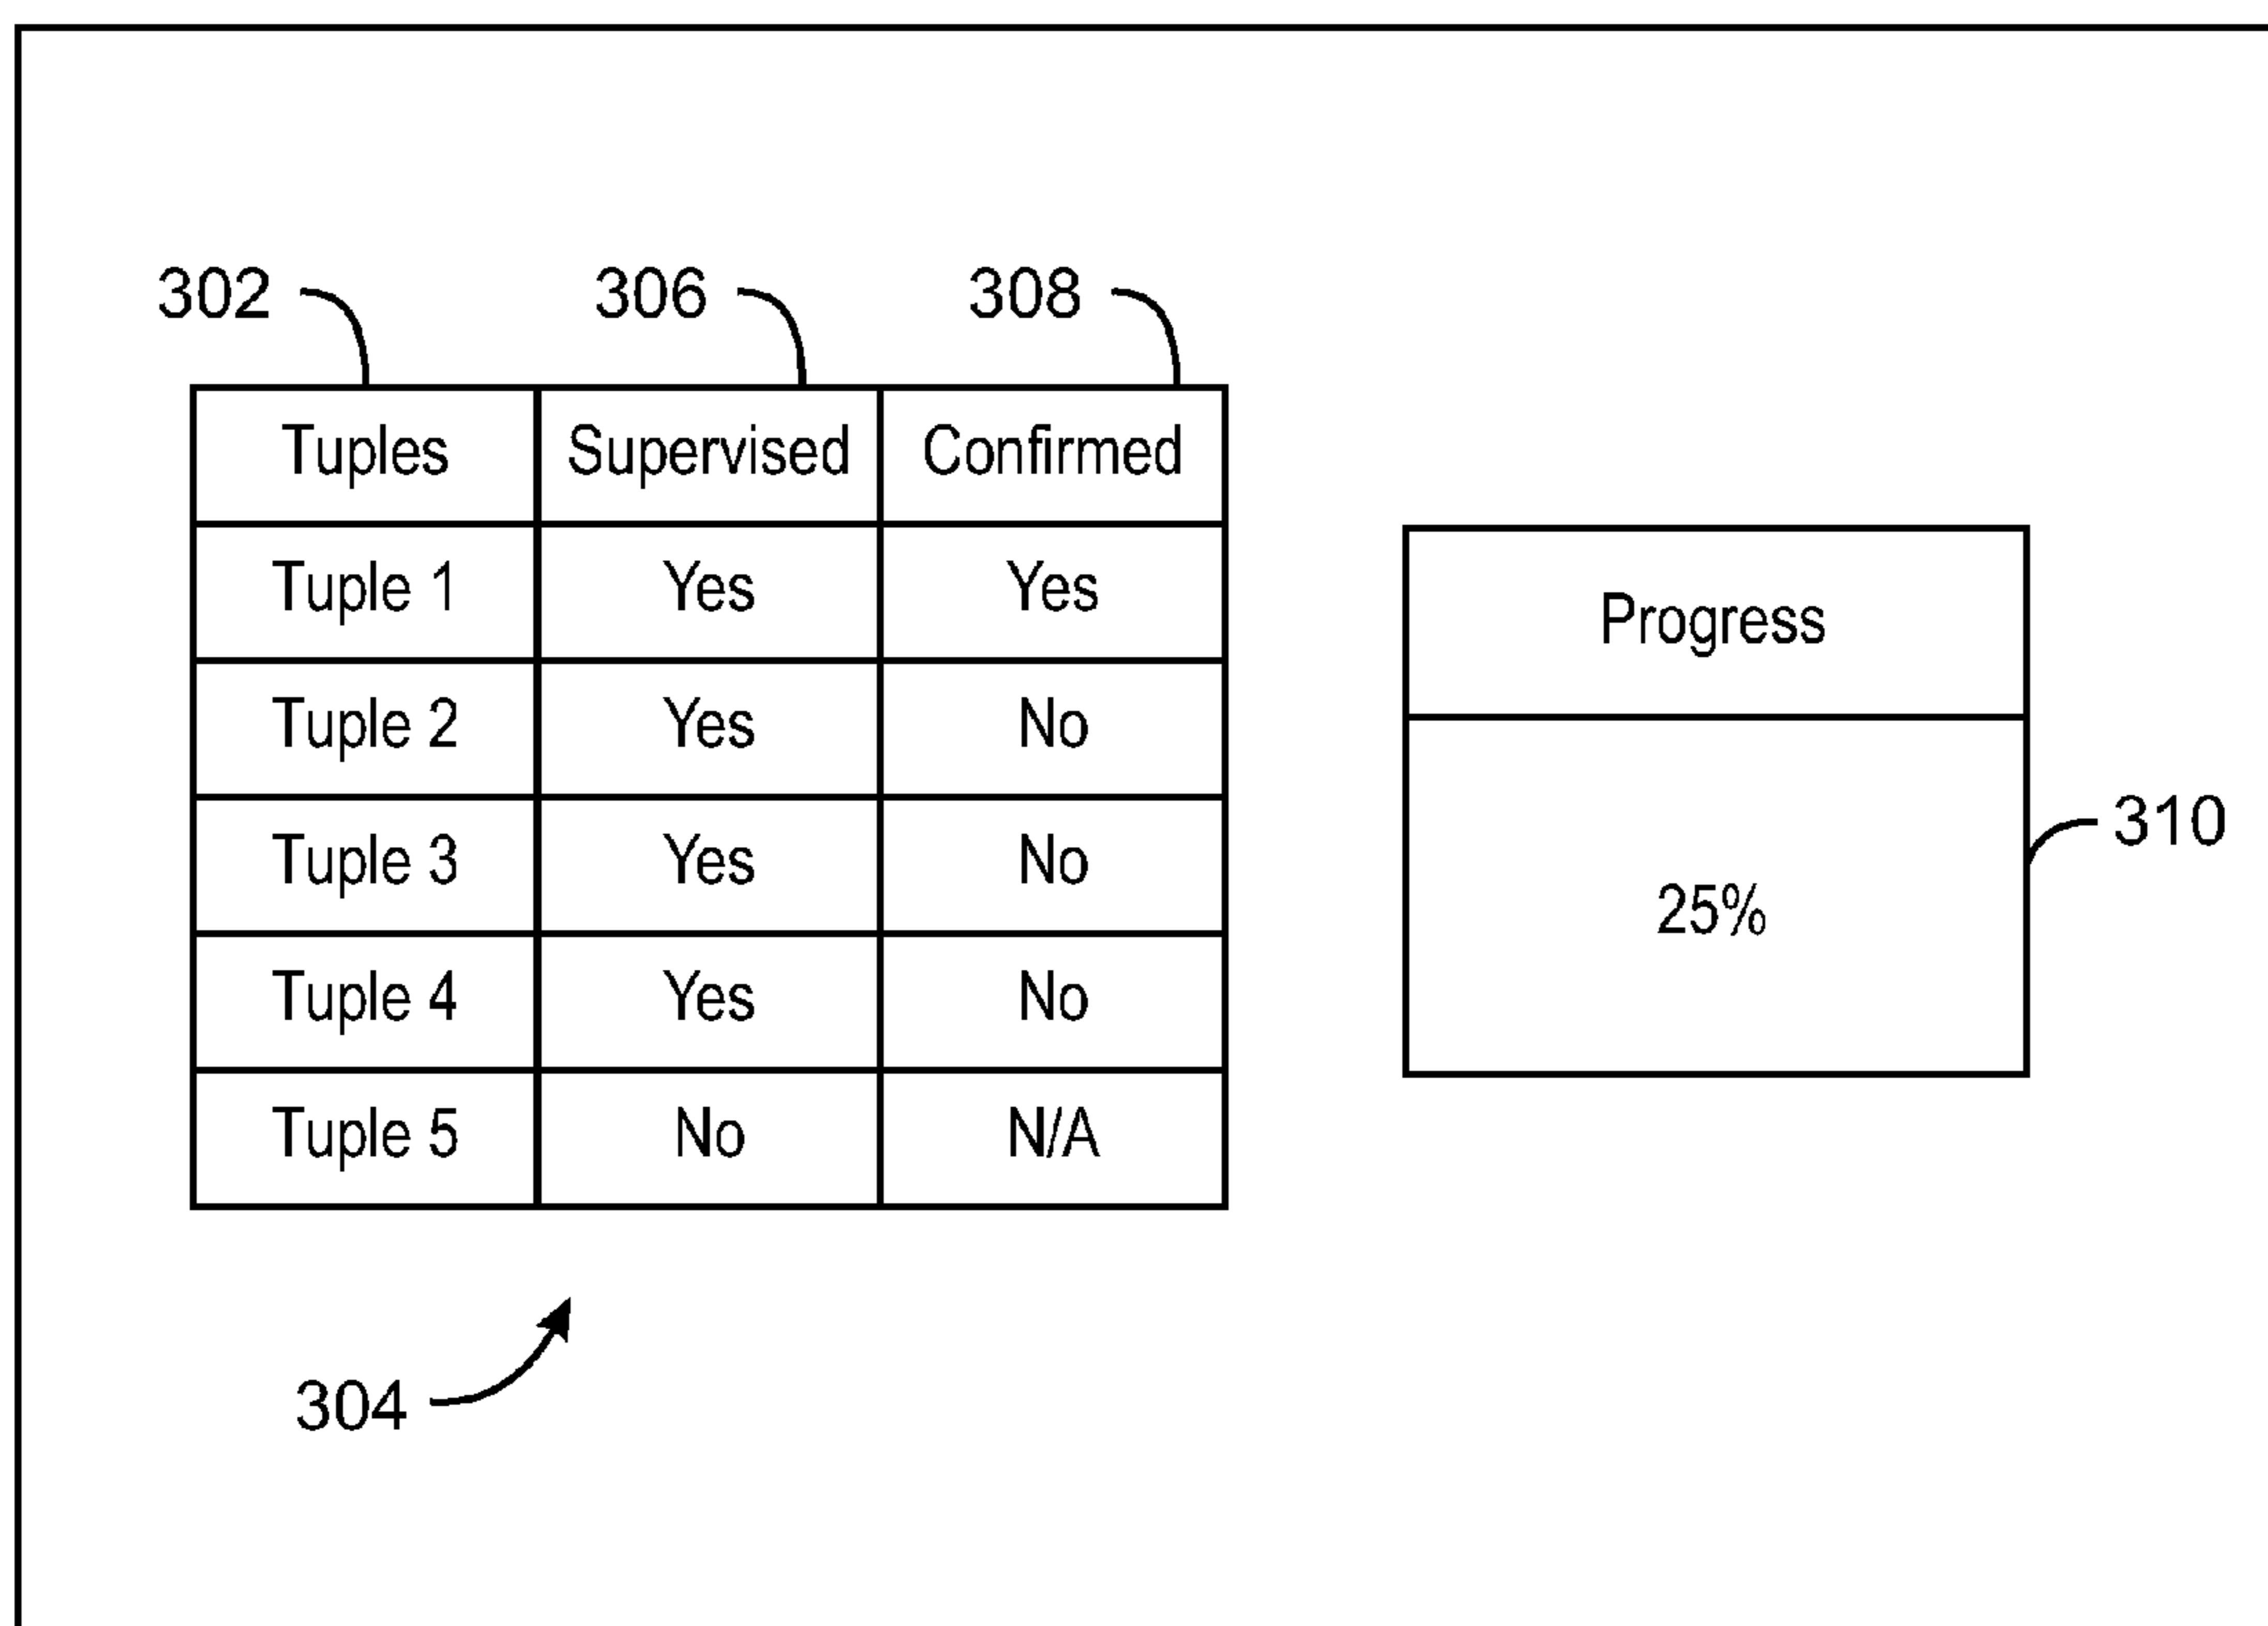 302 306 308
Tuples Supervised Confirmed
Tuple 1 Yes Yes
Tuple 2 Yes No
Tuple 3 Yes No
Tuple 4 Yes No
Tuple 5 No N/A
304
Progress
25%
310